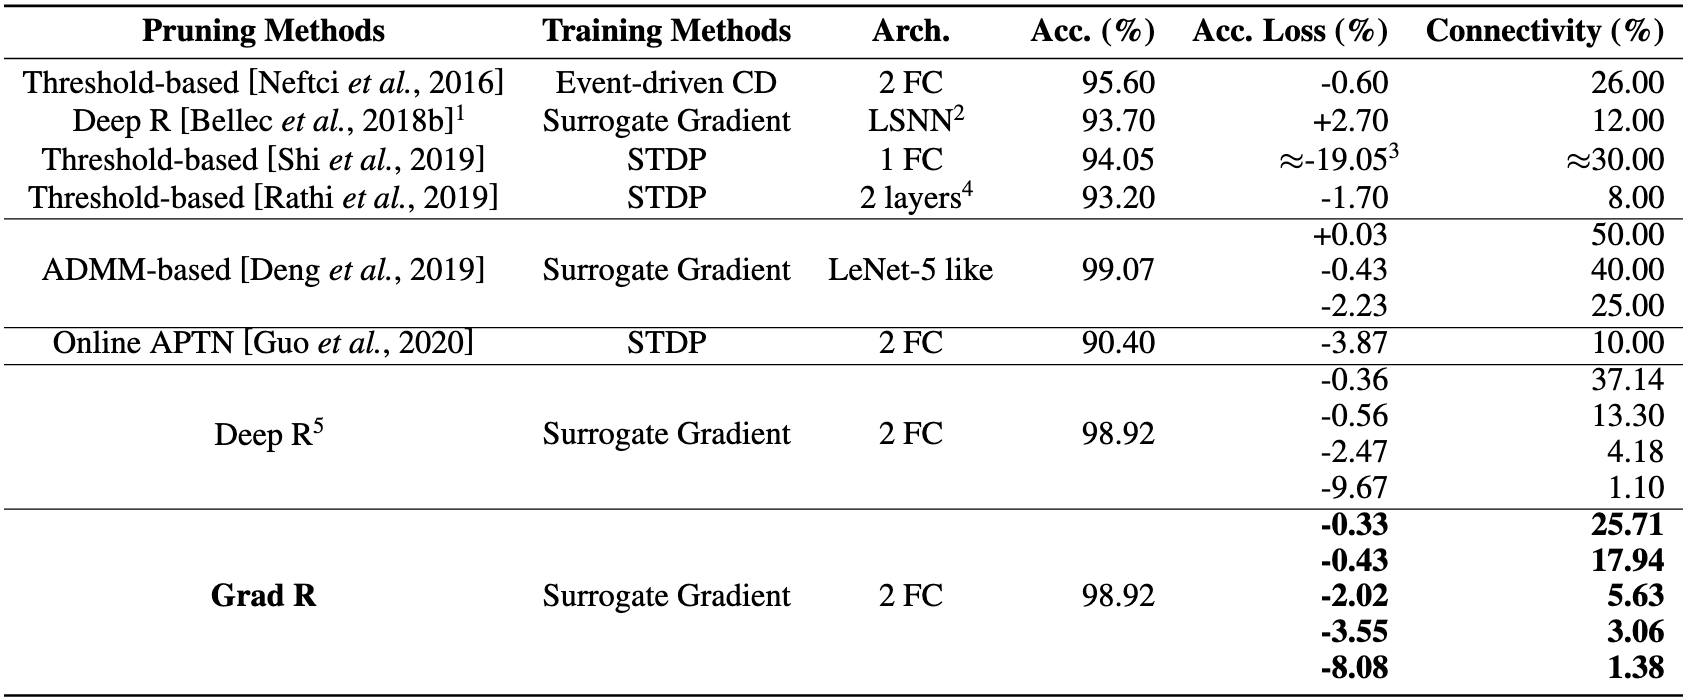 Pruning Methods Training Methods Arch. Acc. (%) Acc. Loss (%) Connectivity (%)
Threshold-based [Neftci et al., 2016] Event-driven CD 2 FC 95.60 -0.60 26.00
Deep R [Bellec et al., 2018b]¹ Surrogate Gradient LSNN² 93.70 +2.70 12.00
Threshold-based [Shi et al., 2019] STDP 1 FC 94.05 ≈-19.05³ ≈30.00
Threshold-based [Rathi et al., 2019] STDP 2 layers⁴ 93.20 -1.70 8.00
+0.03 50.00
ADMM-based [Deng et al., 2019] Surrogate Gradient LeNet-5 like 99.07 -0.43 40.00
-2.23 25.00
Online APTN [Guo et al., 2020] STDP 2 FC 90.40 -3.87 10.00
-0.36 37.14
-0.56 13.30
Deep R⁵ Surrogate Gradient 2 FC 98.92
-2.47 4.18
-9.67 1.10
-0.33 25.71
-0.43 17.94
Grad R Surrogate Gradient 2 FC 98.92 -2.02 5.63
-3.55 3.06
-8.08 1.38